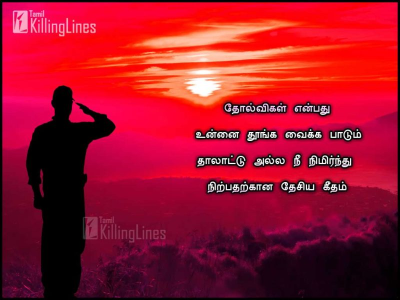 Tamil
KillingLines
தோல்விகள் என்பது
உன்னை தூங்க வைக்க பாடும்
தாலாட்டு அல்ல நீ நிமிர்ந்து
நிற்பதற்கான தேசிய கீதம்
Tamil
KillingLines